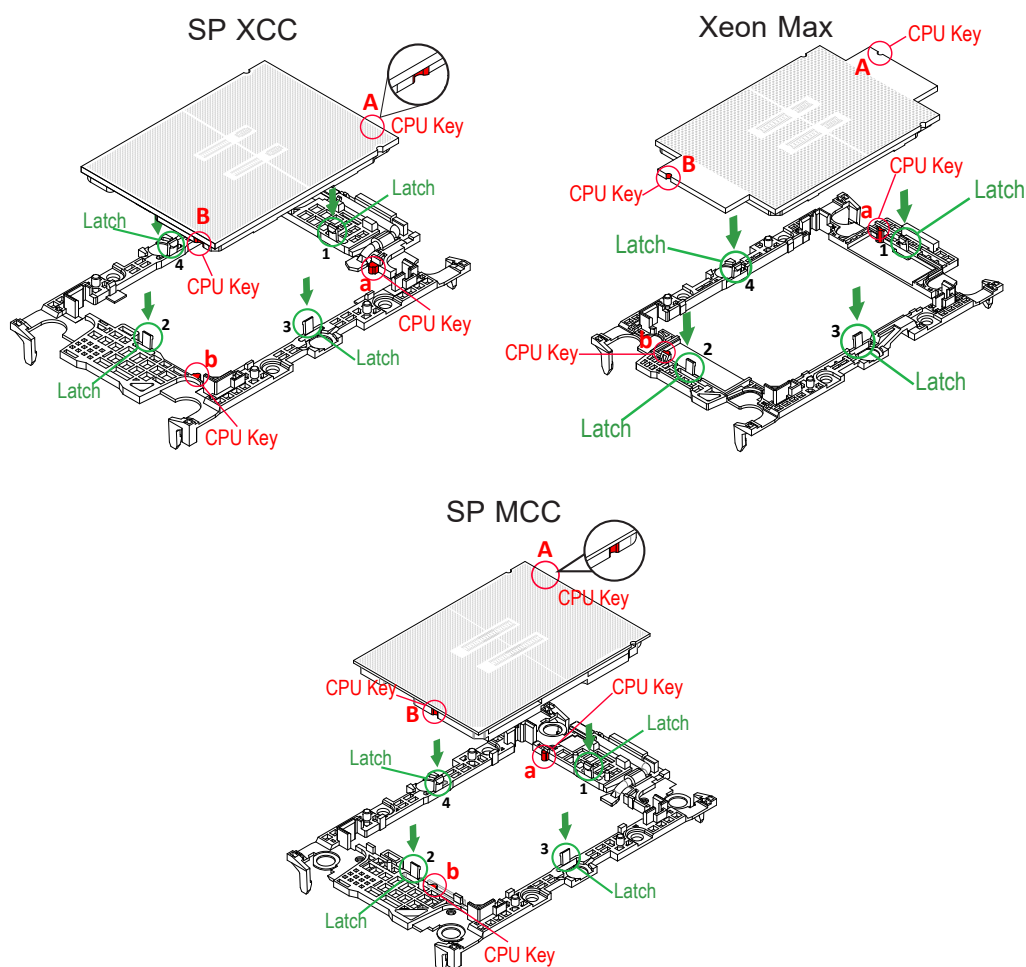 SP XCC
A
CPU Key
Latch
Latch
B
4
1
CPU Key
a
CPU Key
2
3
Latch
Latch
b
CPU Key
Xeon Max
CPU Key
A
B
CPU Key
CPU Key
a
Latch
1
Latch
4
3
b
CPU Key
2
Latch
Latch
SP MCC
A
CPU Key
CPU Key
B
CPU Key
Latch
Latch
a
4
1
2
3
b
Latch
Latch
CPU Key